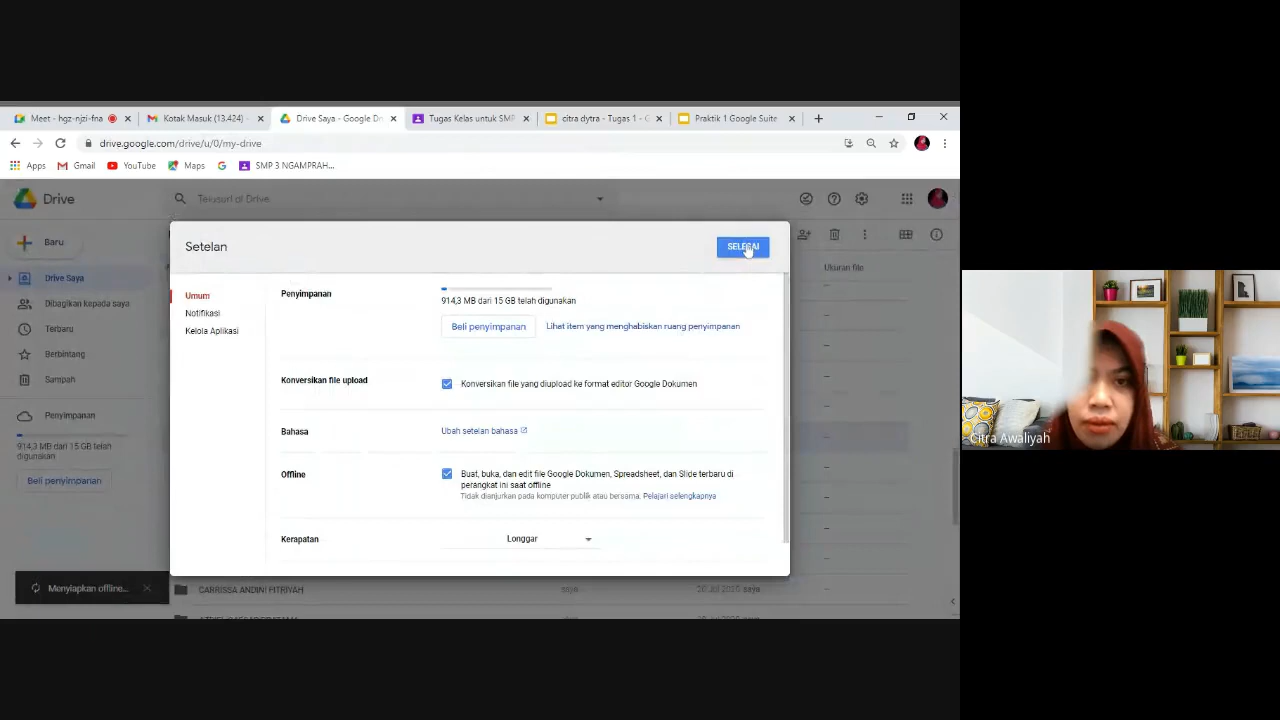 Meet - hgz-njzi-fna
Kotak Masuk (13.424) -
Drive Saya - Google Dr
Tugas Kelas untuk SMP
citra dytra - Tugas 1 - G
Praktik 1 Google Suite
drive.google.com/drive/u/0/my-drive
Apps
Gmail
YouTube
Maps
SMP 3 NGAMPRAH...
Drive
Telusuri di Drive
Baru
Setelan
SELESAI
Drive Saya
Dibagikan kepada saya
Terbaru
Berbintang
Sampah
Penyimpanan
914,3 MB dari 15 GB telah
digunakan
Beli penyimpanan
Umum
Notifikasi
Kelola Aplikasi
Penyimpanan
914,3 MB dari 15 GB telah digunakan
Beli penyimpanan
Lihat item yang menghabiskan ruang penyimpanan
Konversikan file upload
Konversikan file yang diupload ke format editor Google Dokumen
Bahasa
Ubah setelan bahasa
Offline
Buat, buka, dan edit file Google Dokumen, Spreadsheet, dan Slide terbaru di
perangkat ini saat offline
Tidak dianjurkan pada komputer publik atau bersama. Pelajari selengkapnya
Kerapatan
Longgar
Ukuran file
Menyiapkan offline...
CARRISSA ANDINI FITRIYAH
saya
20 Jul 2020 saya
Citra Awaliyah